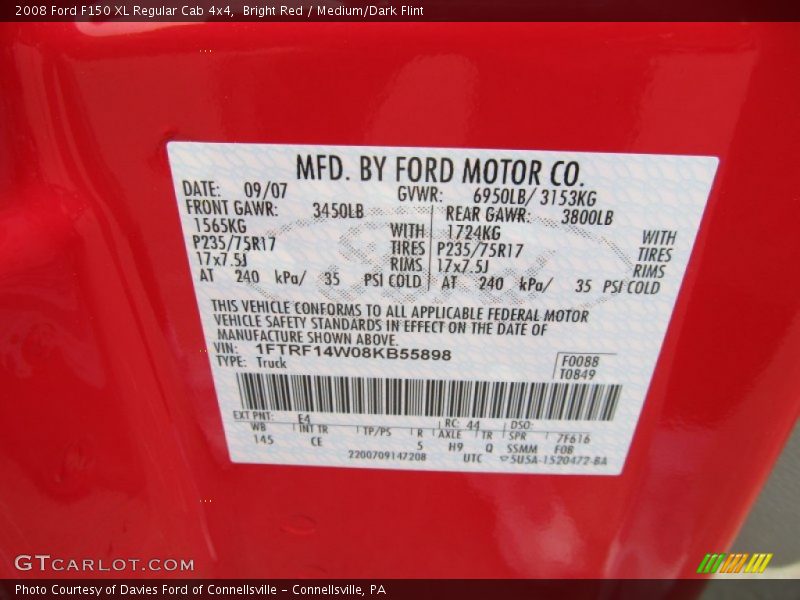 2008 Ford F150 XL Regular Cab 4x4, Bright Red / Medium/Dark Flint
MFD. BY FORD MOTOR CO.
DATE: 09/07 GVWR: 6950LB/ 3153KG
FRONT GAWR: 3450LB REAR GAWR: 3800LB
1565KG WITH 1724KG WITH
P235/75R17 TIRES P235/75R17 TIRES
17x7.5J RIMS 17x7.5J RIMS
AT 240 kPa/ 35 PSI COLD AT 240 kPa/ 35 PSI COLD
THIS VEHICLE CONFORMS TO ALL APPLICABLE FEDERAL MOTOR
VEHICLE SAFETY STANDARDS IN EFFECT ON THE DATE OF
MANUFACTURE SHOWN ABOVE.
VIN: 1FTRF14W08KB55898 F0088
TYPE: Truck T0849
EXT PNT: E4 RC: 44 DSO:
WB INT TR TP/PS R AXLE TR SPR 7F616
145 CE 5 H9 Q SSMM F08
2200709147208 UTC 5U5A-1520472-BA
GTCARLOT.COM
Photo Courtesy of Davies Ford of Connellsville - Connellsville, PA